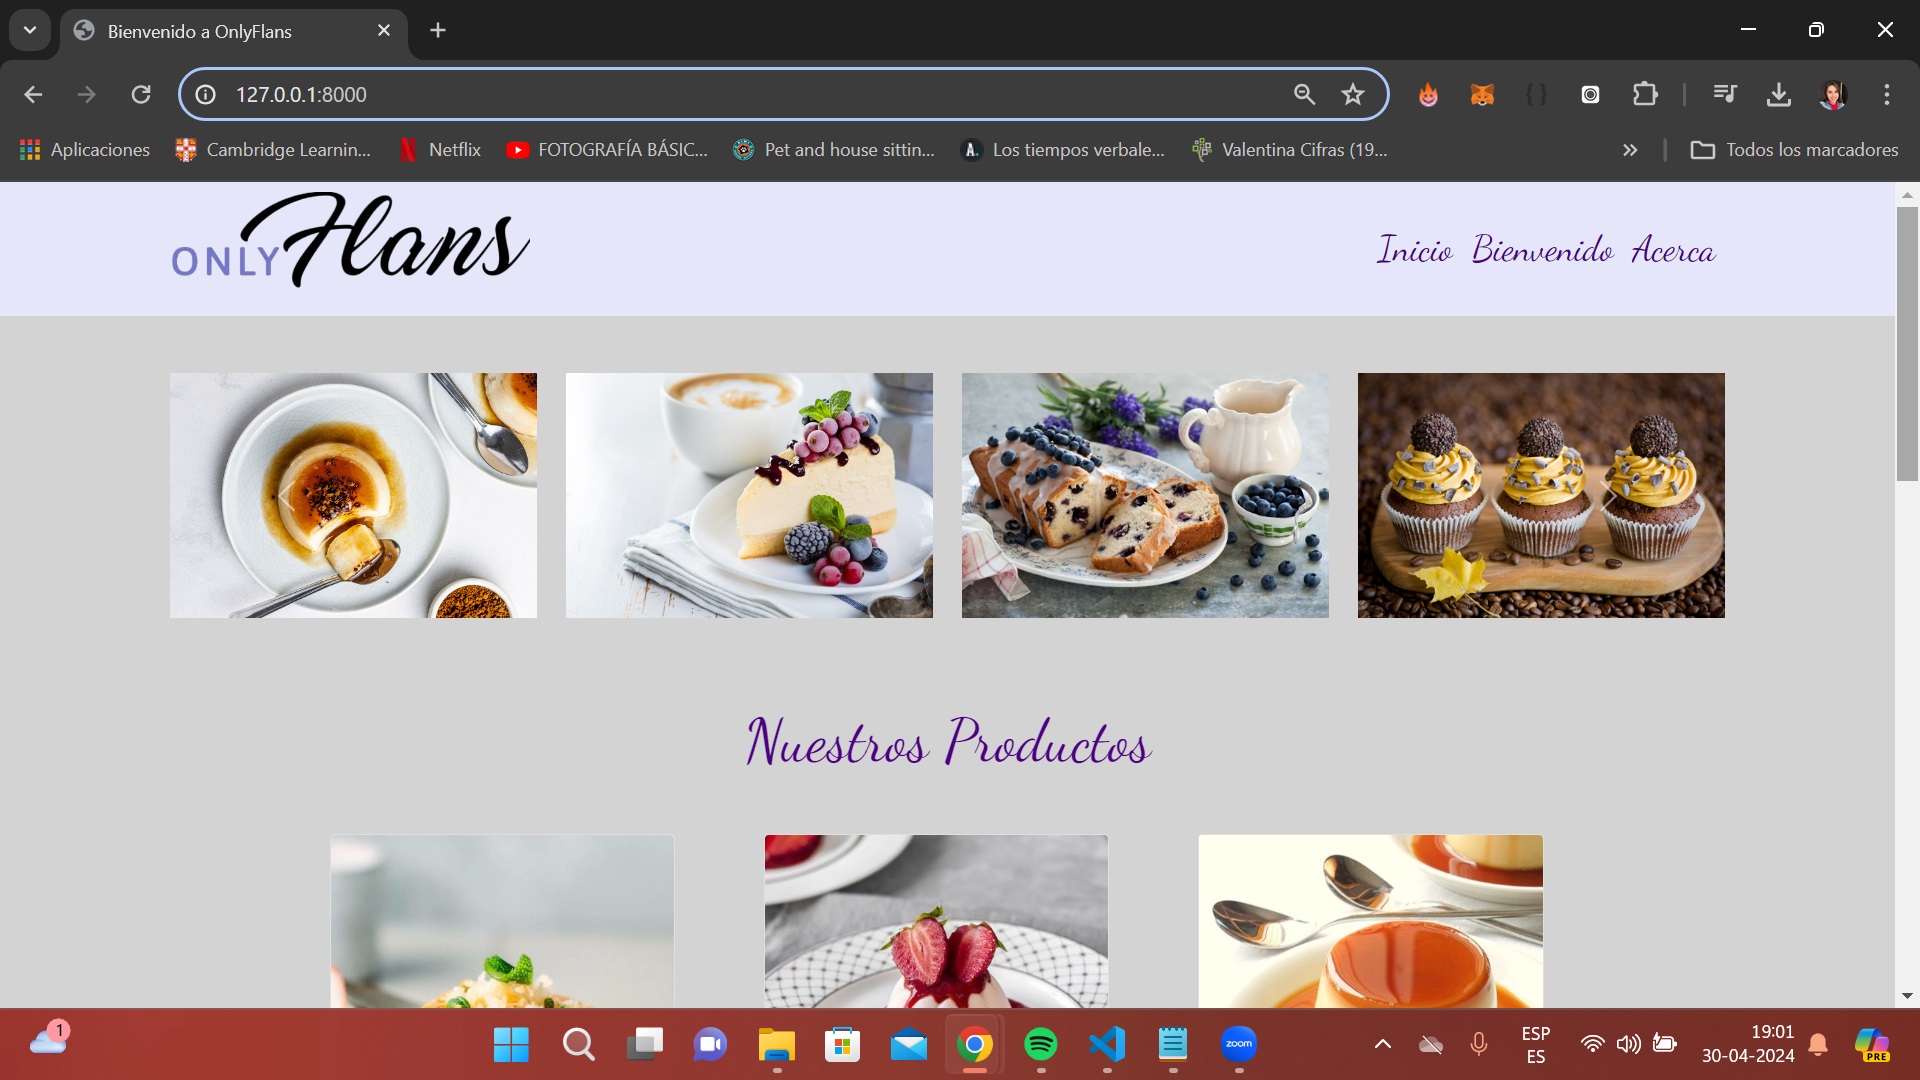 Bienvenido a OnlyFlans
127.0.0.1:8000
Aplicaciones
Cambridge Learnin...
Netflix
FOTOGRAFÍA BÁSIC...
Pet and house sittin...
A.
Los tiempos verbale...
Valentina Cifras (19...
Todos los marcadores
ONLY Flans
Inicio Bienvenido Acerca
Nuestros Productos
1
zoom
ESP
ES
19:01
30-04-2024
PRE